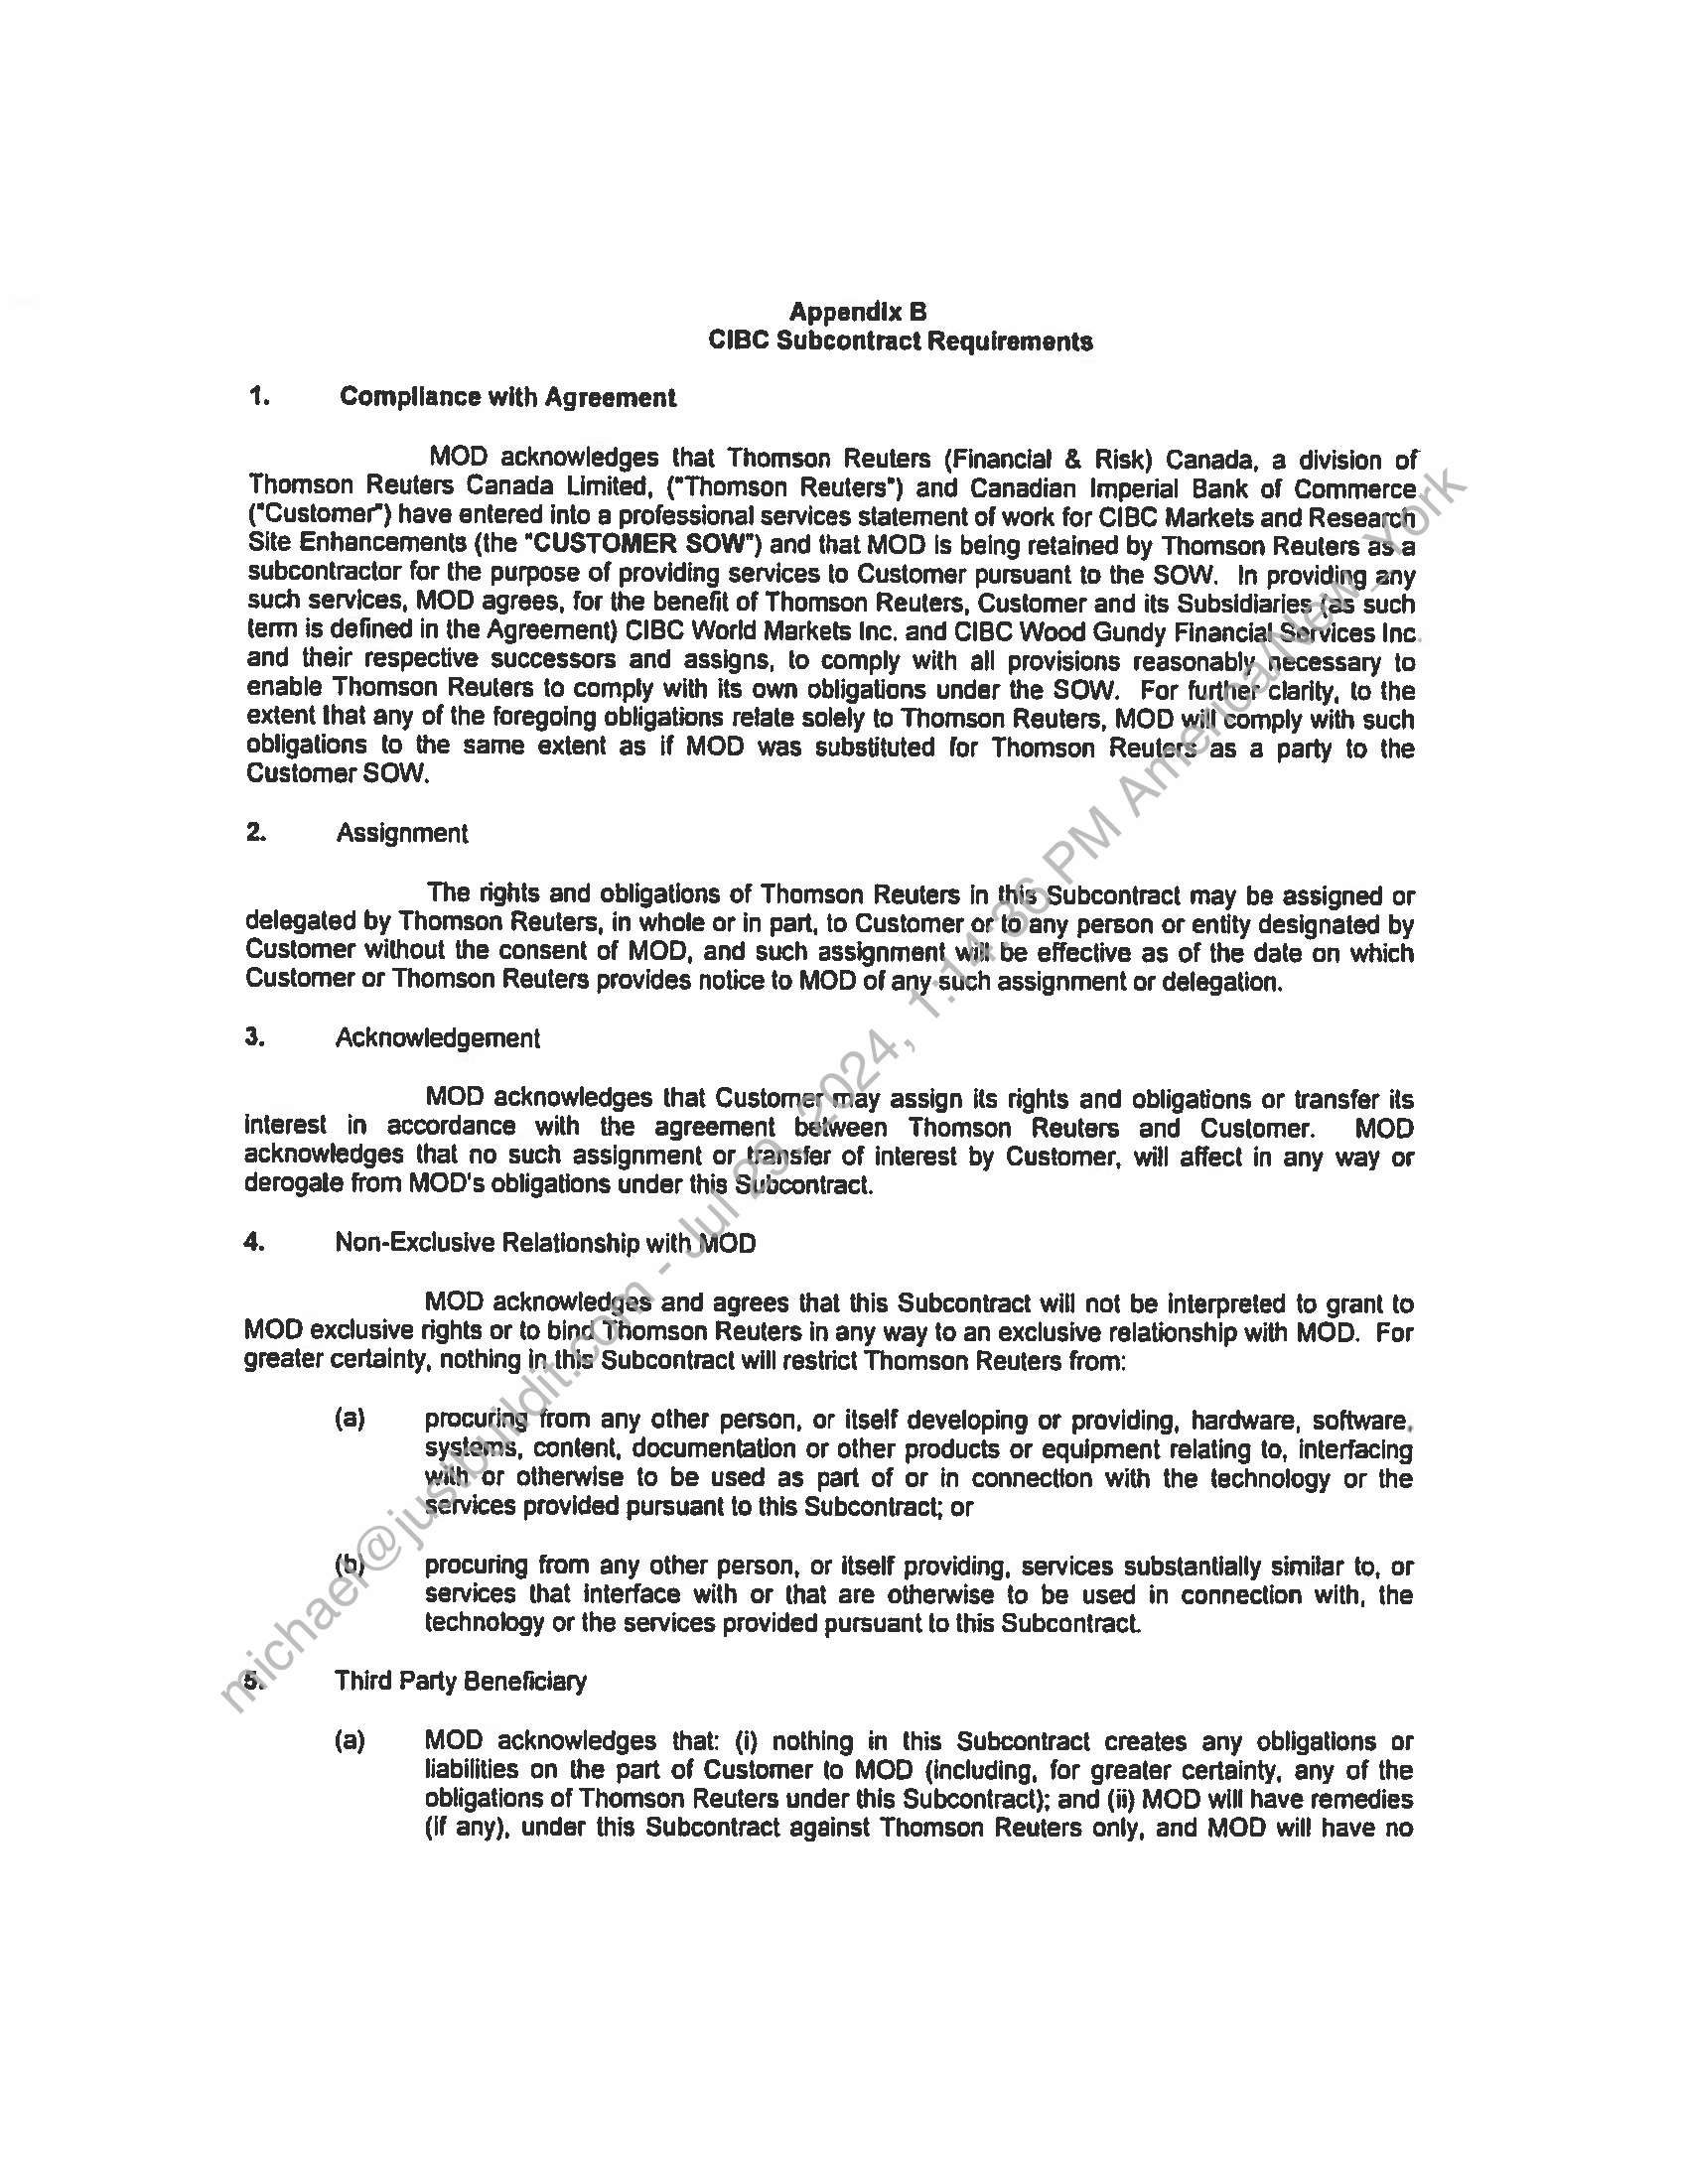 Appendix B
CIBC Subcontract Requirements
1. Compliance with Agreement
MOD acknowledges that Thomson Reuters (Financial & Risk) Canada, a division of
Thomson Reuters Canada Limited, ("Thomson Reuters") and Canadian Imperial Bank of Commerce
("Customer") have entered into a professional services statement of work for CIBC Markets and Research
Site Enhancements (the "CUSTOMER SOW") and that MOD is being retained by Thomson Reuters as a
subcontractor for the purpose of providing services to Customer pursuant to the SOW. In providing any
such services, MOD agrees, for the benefit of Thomson Reuters, Customer and its Subsidiaries (as such
term is defined in the Agreement) CIBC World Markets Inc. and CIBC Wood Gundy Financial Services Inc.
and their respective successors and assigns, to comply with all provisions reasonably necessary to
enable Thomson Reuters to comply with its own obligations under the SOW. For further clarity, to the
extent that any of the foregoing obligations relate solely to Thomson Reuters, MOD will comply with such
obligations to the same extent as if MOD was substituted for Thomson Reuters as a party to the
Customer SOW.
2. Assignment
The rights and obligations of Thomson Reuters in this Subcontract may be assigned or
delegated by Thomson Reuters, in whole or in part, to Customer or to any person or entity designated by
Customer without the consent of MOD, and such assignment will be effective as of the date on which
Customer or Thomson Reuters provides notice to MOD of any such assignment or delegation.
3. Acknowledgement
MOD acknowledges that Customer may assign its rights and obligations or transfer its
interest in accordance with the agreement between Thomson Reuters and Customer. MOD
acknowledges that no such assignment or transfer of interest by Customer, will affect in any way or
derogate from MOD's obligations under this Subcontract.
4. Non-Exclusive Relationship with MOD
MOD acknowledges and agrees that this Subcontract will not be interpreted to grant to
MOD exclusive rights or to bind Thomson Reuters in any way to an exclusive relationship with MOD. For
greater certainty, nothing in this Subcontract will restrict Thomson Reuters from:
(a) procuring from any other person, or itself developing or providing, hardware, software,
systems, content, documentation or other products or equipment relating to, interfacing
with or otherwise to be used as part of or in connection with the technology or the
services provided pursuant to this Subcontract; or
(b) procuring from any other person, or itself providing, services substantially similar to, or
services that interface with or that are otherwise to be used in connection with, the
technology or the services provided pursuant to this Subcontract.
5. Third Party Beneficiary
(a) MOD acknowledges that: (i) nothing in this Subcontract creates any obligations or
liabilities on the part of Customer to MOD (including, for greater certainty, any of the
obligations of Thomson Reuters under this Subcontract); and (ii) MOD will have remedies
(if any), under this Subcontract against Thomson Reuters only, and MOD will have no
michael@justbuildit.com - Jul 29, 2024, 1:14:36 PM America/New_York